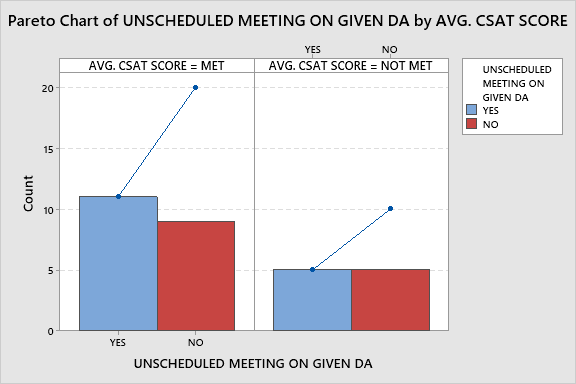 Pareto Chart of UNSCHEDULED MEETING ON GIVEN DA by AVG. CSAT SCORE
YES NO
AVG. CSAT SCORE = MET AVG. CSAT SCORE = NOT MET
UNSCHEDULED
MEETING ON
GIVEN DA
YES
NO
Count
20
15
10
5
0
YES NO
UNSCHEDULED MEETING ON GIVEN DA